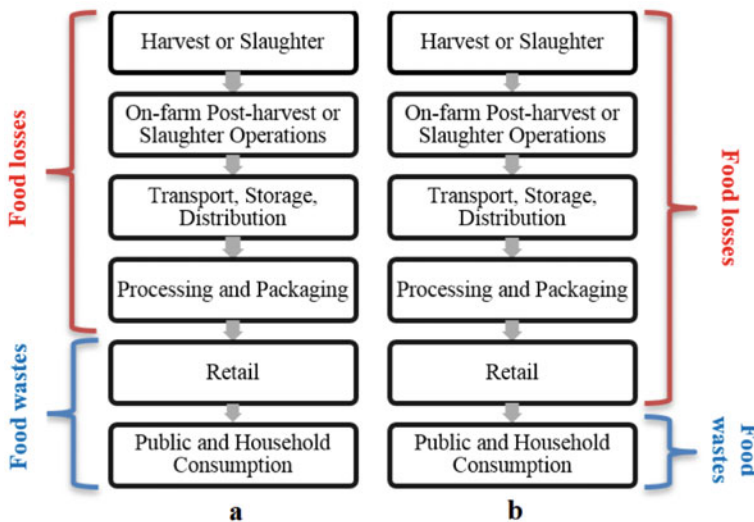 Food losses
Food wastes
Harvest or Slaughter
On-farm Post-harvest or
Slaughter Operations
Transport, Storage,
Distribution
Processing and Packaging
Retail
Public and Household
Consumption
a
Harvest or Slaughter
On-farm Post-harvest or
Slaughter Operations
Transport, Storage,
Distribution
Processing and Packaging
Retail
Public and Household
Consumption
b
Food losses
Food
wastes